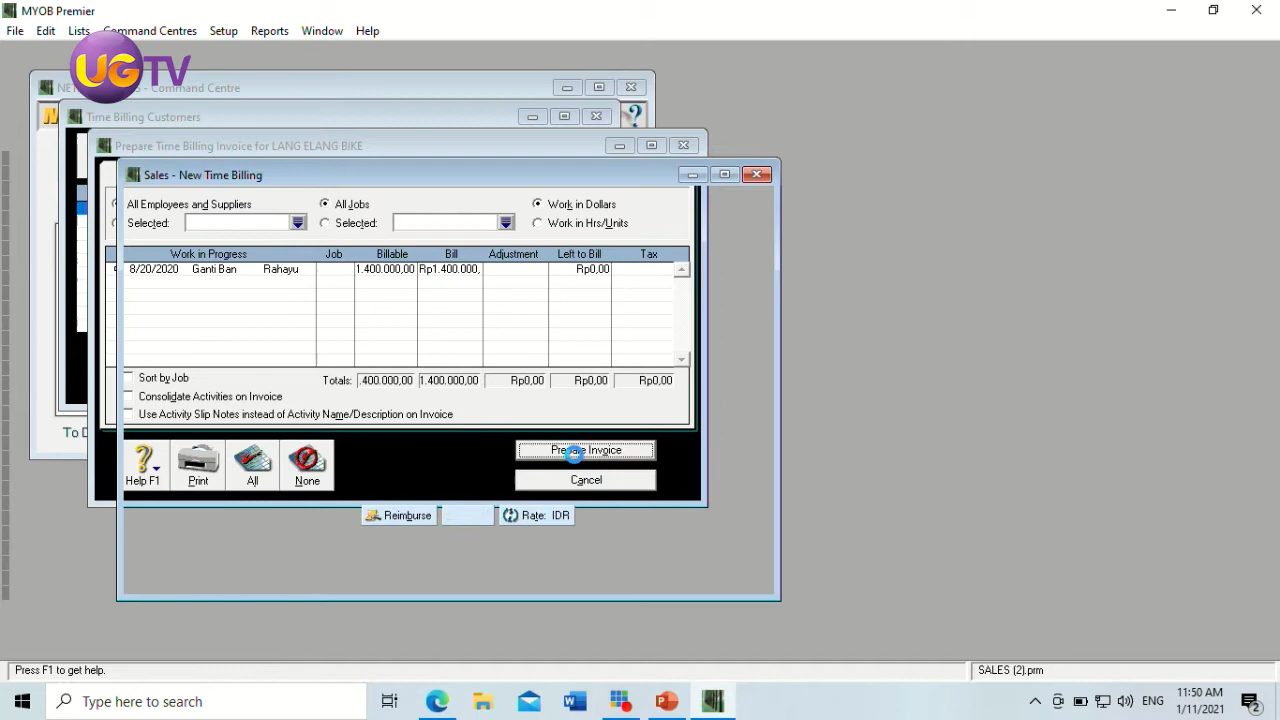 MYOB Premier
File Edit Lists Command Centres Setup Reports Window Help
UGTV
- Command Centre
Time Billing Customers
Prepare Time Billing Invoice for LANG ELANG BIKE
Sales - New Time Billing
All Employees and Suppliers All Jobs Work in Dollars
Selected: Selected: Work in Hrs/Units
Work in Progress Job Billable Bill Adjustment Left to Bill Tax
8/20/2020 Ganti Ban Rahayu 1.400.000,00 Rp1.400.000, Rp0,00
Sort by Job Totals: .400.000,00 1.400.000,00 Rp0,00 Rp0,00 Rp0,00
Consolidate Activities on Invoice
Use Activity Slip Notes instead of Activity Name/Description on Invoice
To D
Prepare Invoice
Help F1 Print All None Cancel
Reimburse Rate: IDR
Press F1 to get help. SALES (2).prm
Type here to search ENG 11:50 AM
1/11/2021 2